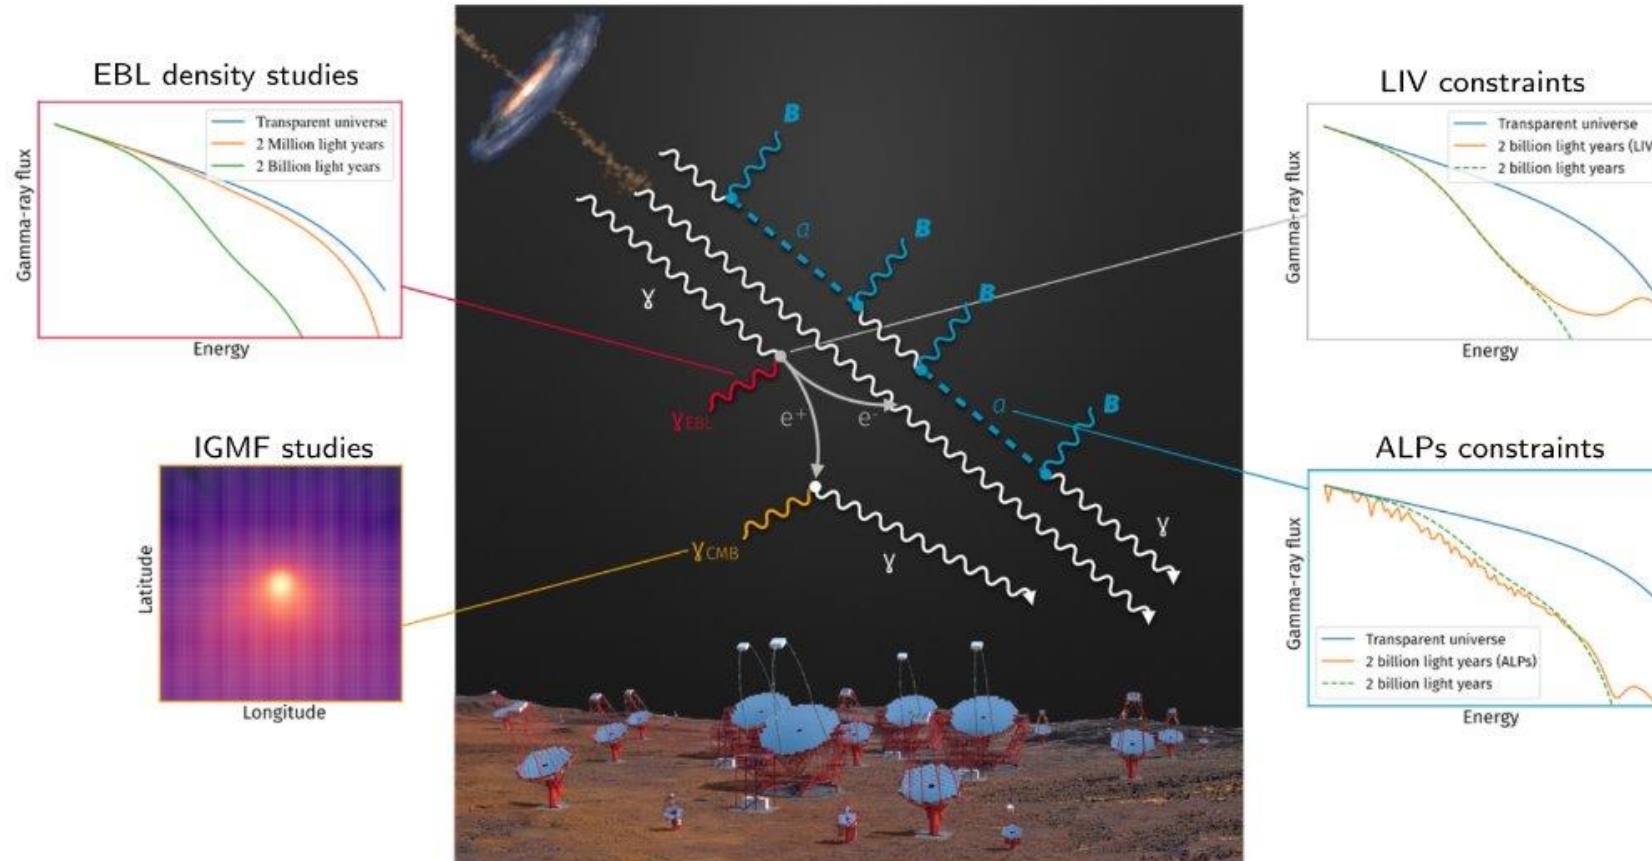 EBL density studies
Gamma-ray flux
Transparent universe
2 Million light years
2 Billion light years
Energy
IGMF studies
Latitude
Longitude
B
a
B
B
a
B
γ
γEBL
e+
e-
γCMB
γ
γ
LIV constraints
Gamma-ray flux
Transparent universe
2 billion light years (LIV
2 billion light years
Energy
ALPs constraints
Gamma-ray flux
Transparent universe
2 billion light years (ALPs)
2 billion light years
Energy